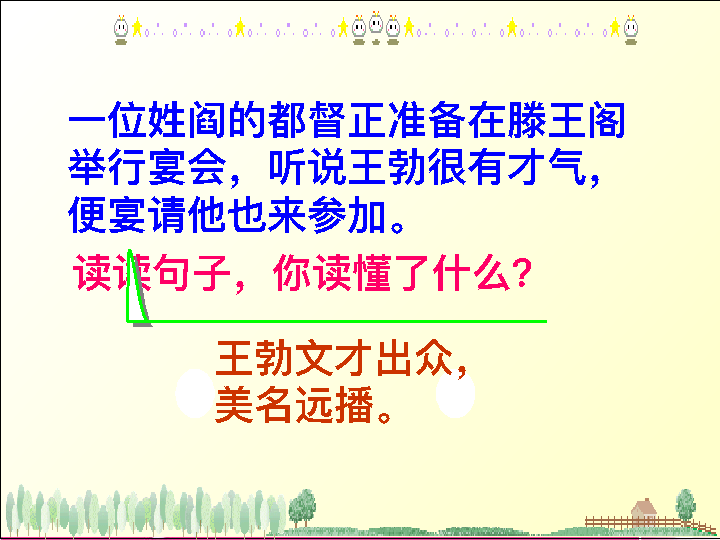 一位姓阎的都督正准备在滕王阁
举行宴会，听说王勃很有才气，
便宴请他也来参加。
读读句子，你读懂了什么？
王勃文才出众，
美名远播。